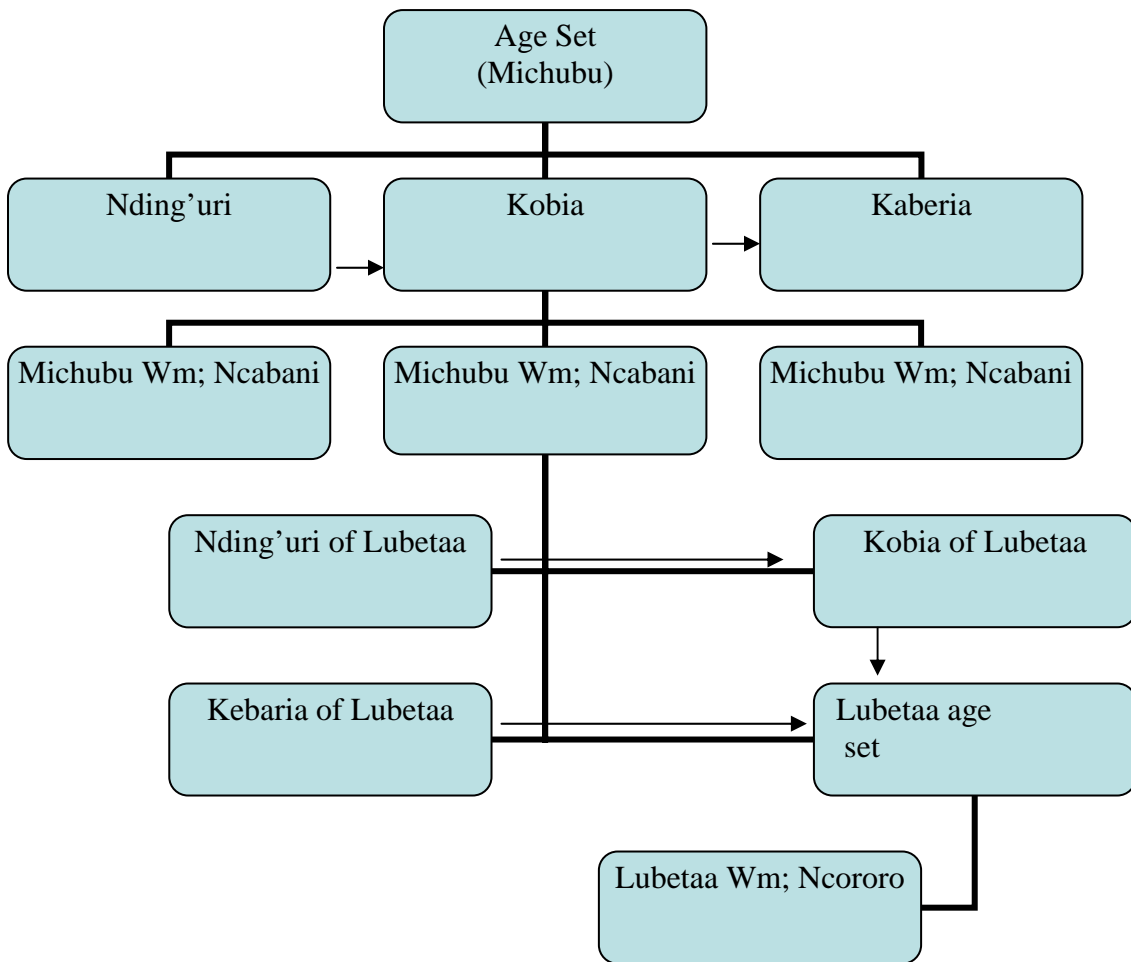 Age Set
(Michubu)
Nding’uri
Kobia
Kaberia
Michubu Wm; Ncabani
Michubu Wm; Ncabani
Michubu Wm; Ncabani
Nding’uri of Lubetaa
Kobia of Lubetaa
Kebaria of Lubetaa
Lubetaa age
set
Lubetaa Wm; Ncororo